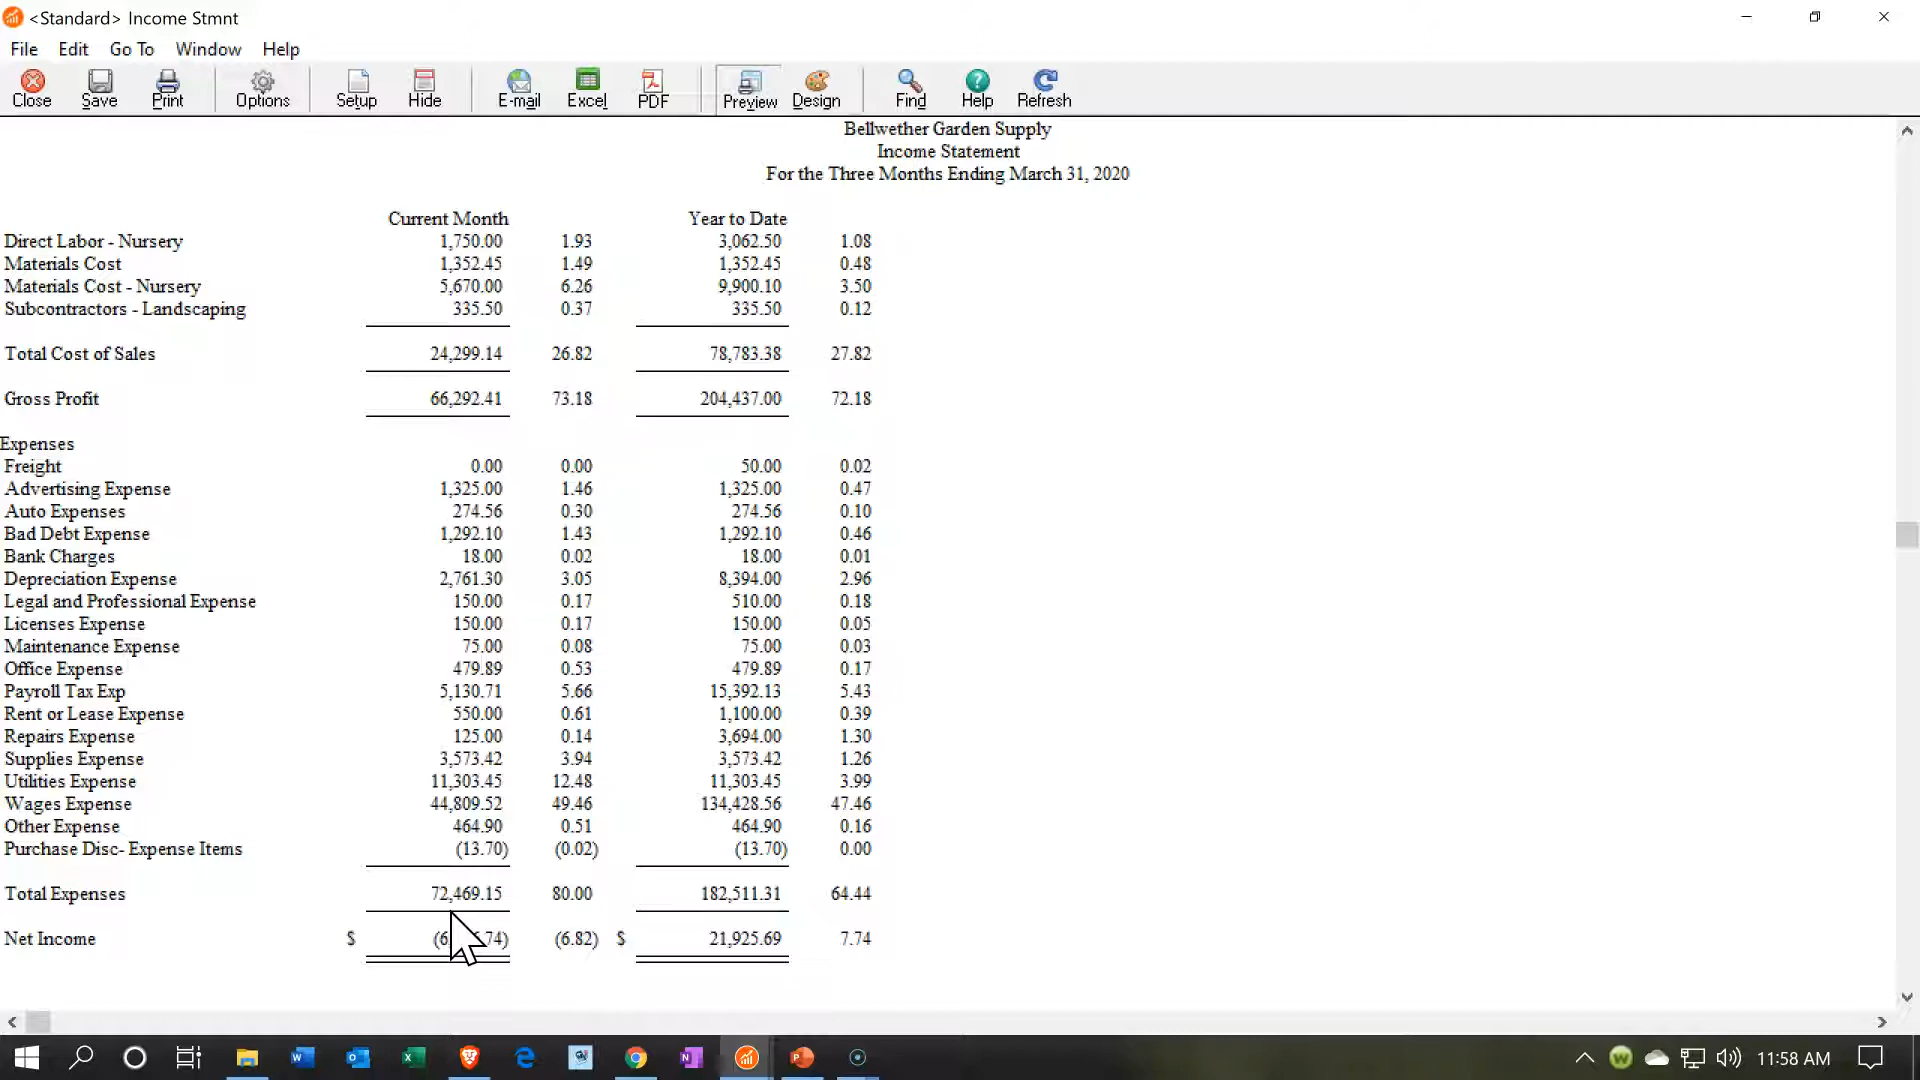 <Standard> Income Stmnt
File Edit Go To Window Help
Close Save Print Options Setup Hide E-mail Excel PDF Preview Design Find Help Refresh
Bellwether Garden Supply
Income Statement
For the Three Months Ending March 31, 2020
Current Month Year to Date
Direct Labor - Nursery 1,750.00 1.93 3,062.50 1.08
Materials Cost 1,352.45 1.49 1,352.45 0.48
Materials Cost - Nursery 5,670.00 6.26 9,900.10 3.50
Subcontractors - Landscaping 335.50 0.37 335.50 0.12
Total Cost of Sales 24,299.14 26.82 78,783.38 27.82
Gross Profit 66,292.41 73.18 204,437.00 72.18
Expenses
Freight 0.00 0.00 50.00 0.02
Advertising Expense 1,325.00 1.46 1,325.00 0.47
Auto Expenses 274.56 0.30 274.56 0.10
Bad Debt Expense 1,292.10 1.43 1,292.10 0.46
Bank Charges 18.00 0.02 18.00 0.01
Depreciation Expense 2,761.30 3.05 8,394.00 2.96
Legal and Professional Expense 150.00 0.17 510.00 0.18
Licenses Expense 150.00 0.17 150.00 0.05
Maintenance Expense 75.00 0.08 75.00 0.03
Office Expense 479.89 0.53 479.89 0.17
Payroll Tax Exp 5,130.71 5.66 15,392.13 5.43
Rent or Lease Expense 550.00 0.61 1,100.00 0.39
Repairs Expense 125.00 0.14 3,694.00 1.30
Supplies Expense 3,573.42 3.94 3,573.42 1.26
Utilities Expense 11,303.45 12.48 11,303.45 3.99
Wages Expense 44,809.52 49.46 134,428.56 47.46
Other Expense 464.90 0.51 464.90 0.16
Purchase Disc- Expense Items (13.70) (0.02) (13.70) 0.00
Total Expenses 72,469.15 80.00 182,511.31 64.44
Net Income $ (6.82) $ 21,925.69 7.74
11:58 AM